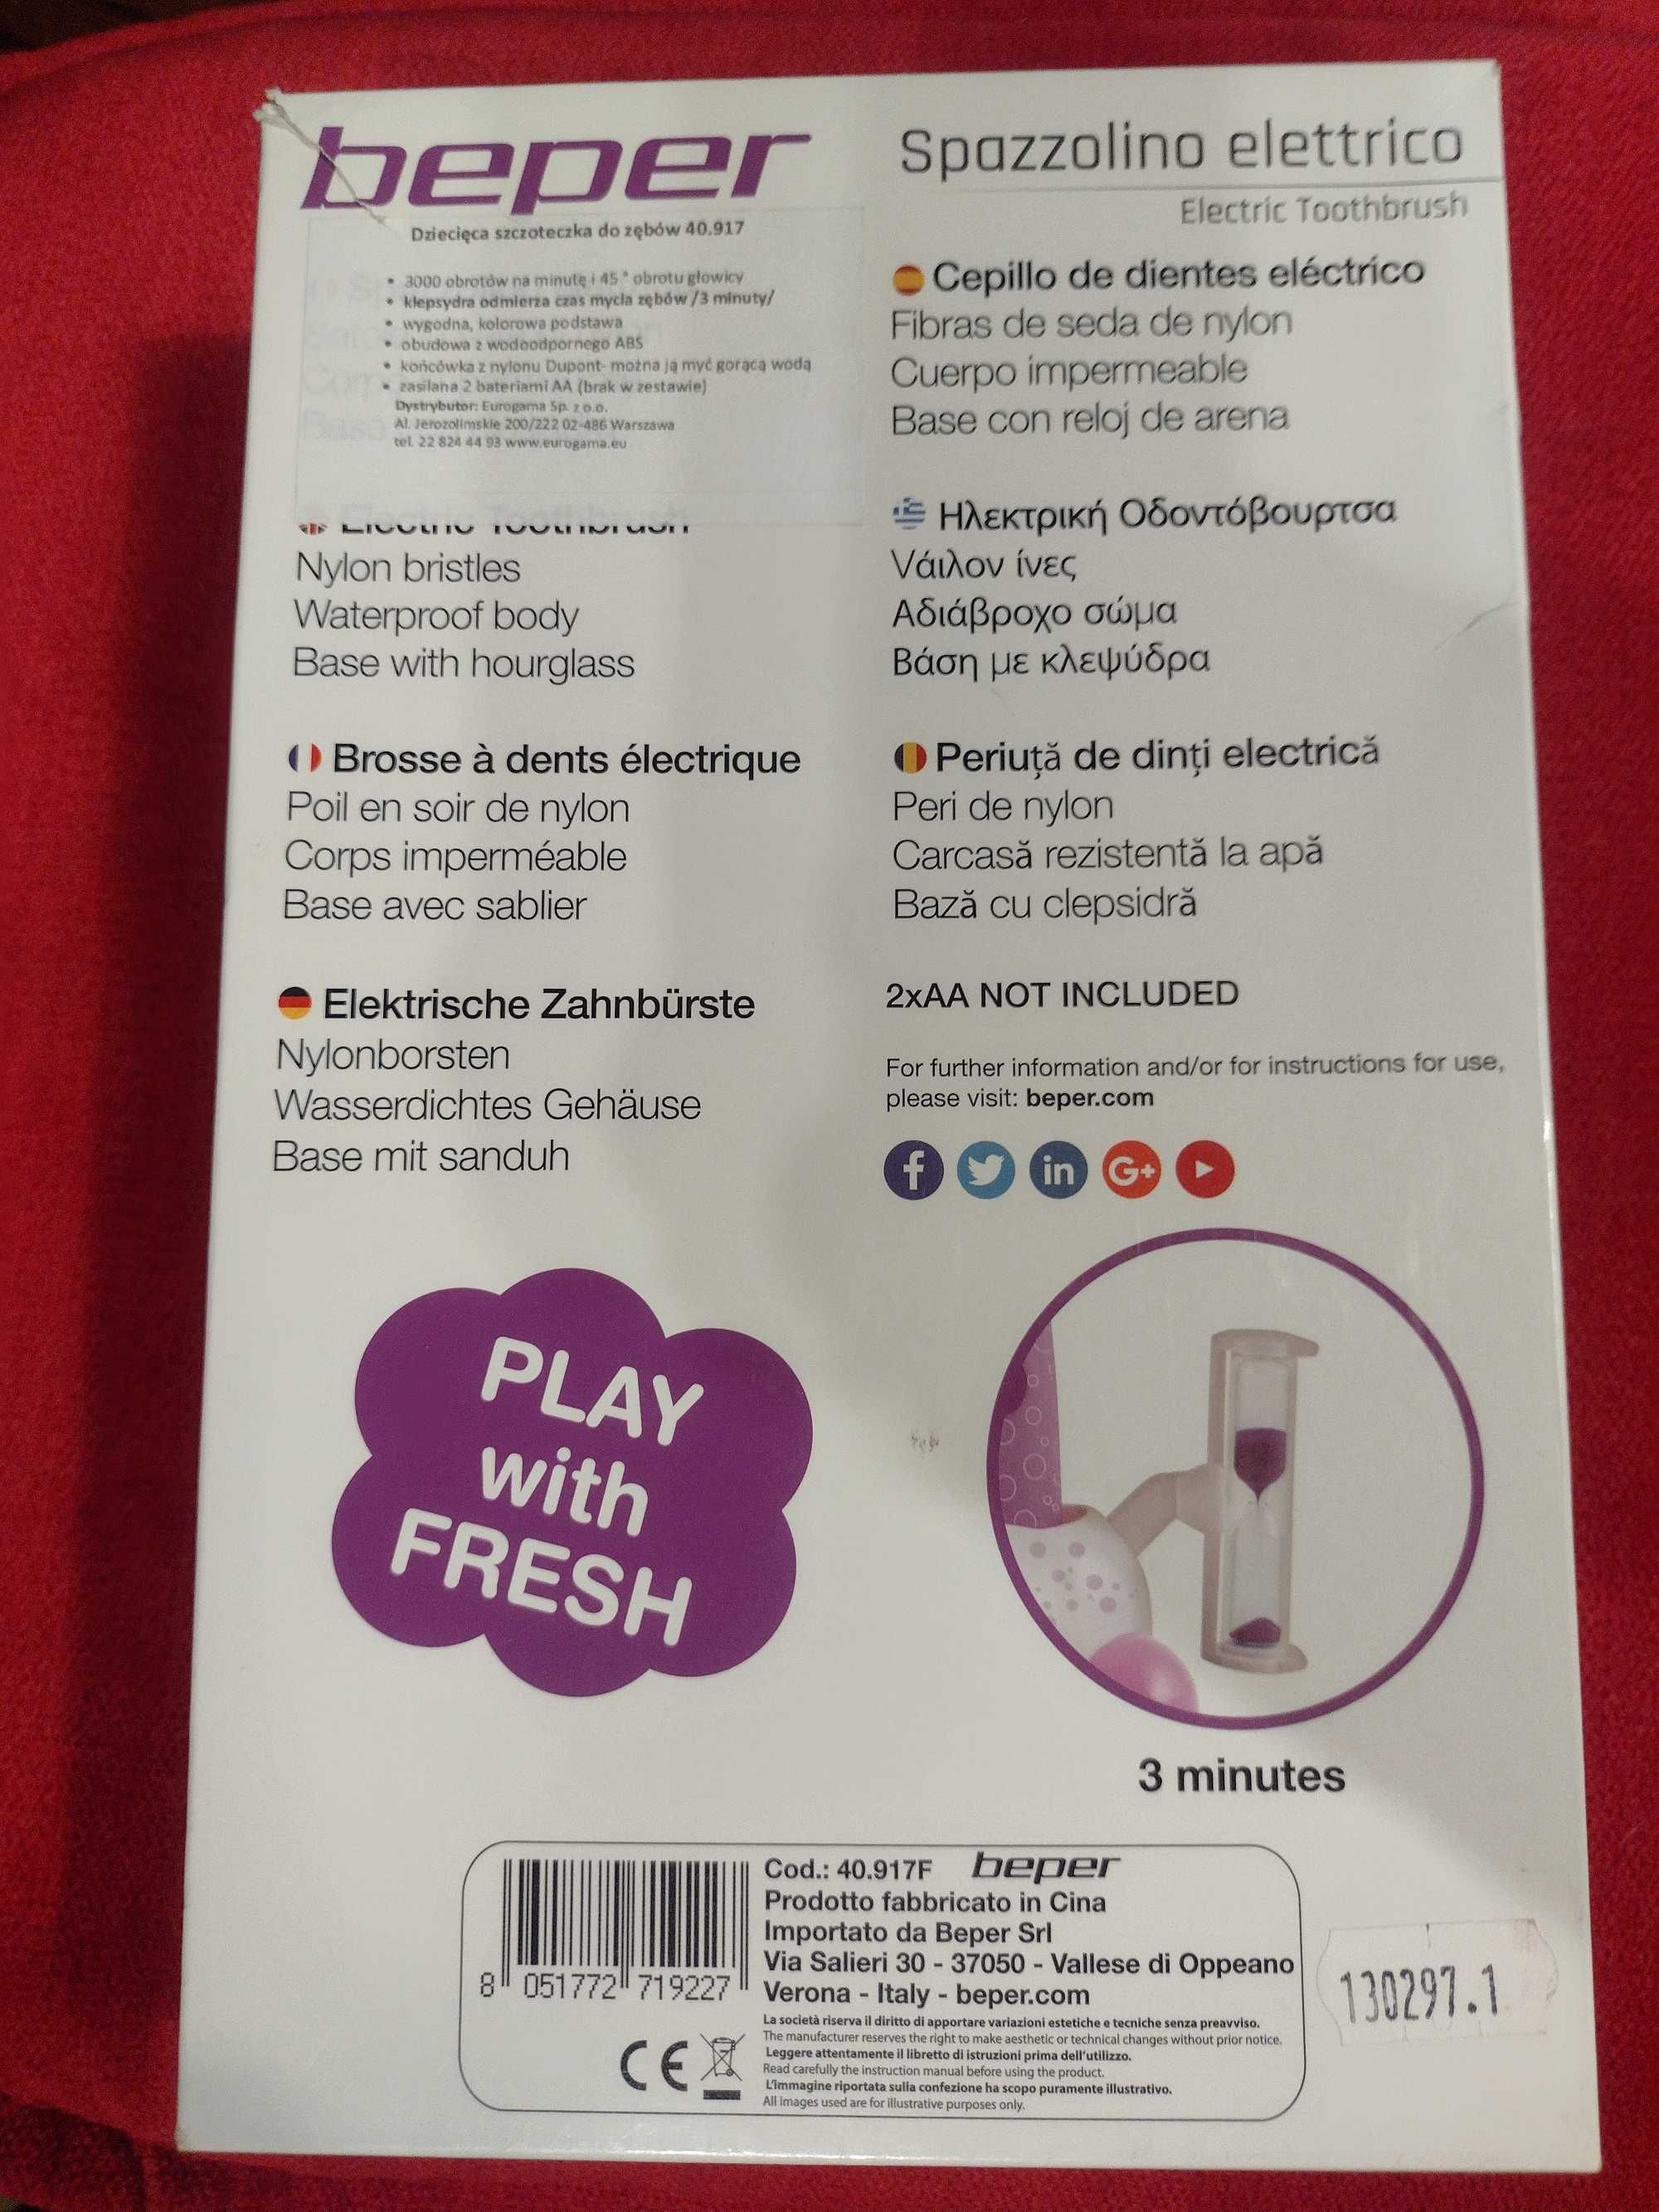 beper
Spazzolino elettrico
Electric Toothbrush
Dziecięca szczoteczka do zębów 40.917
• 3000 obrotów na minutę i 45 ° obrotu głowicy
• klepsydra odmierza czas mycia zębów /3 minuty/
• wygodna, kolorowa podstawa
• obudowa z wodoodpornego ABS
• końcówka z nylonu Dupont- można ją myć gorącą wodą
• zasilana 2 bateriami AA (brak w zestawie)
Dystrybutor: Eurogama Sp. z o.o.
Al. Jerozolimskie 200/222 02-486 Warszawa
tel. 22 824 44 93 www.eurogama.eu
Electric Toothbrush
Nylon bristles
Waterproof body
Base with hourglass
Brosse à dents électrique
Poil en soir de nylon
Corps imperméable
Base avec sablier
Elektrische Zahnbürste
Nylonborsten
Wasserdichtes Gehäuse
Base mit sanduh
Cepillo de dientes eléctrico
Fibras de seda de nylon
Cuerpo impermeable
Base con reloj de arena
Ηλεκτρική Οδοντόβουρτσα
Νάιλον ίνες
Αδιάβροχο σώμα
Βάση με κλεψύδρα
Periuță de dinți electrică
Peri de nylon
Carcasă rezistentă la apă
Bază cu clepsidră
2xAA NOT INCLUDED
For further information and/or for instructions for use,
please visit: beper.com
f in G+
PLAY
with
FRESH
3 minutes
8 051772 719227
Cod.: 40.917F beper
Prodotto fabbricato in Cina
Importato da Beper Srl
Via Salieri 30 - 37050 - Vallese di Oppeano
Verona - Italy - beper.com
La società riserva il diritto di apportare variazioni estetiche e tecniche senza preavviso.
The manufacturer reserves the right to make aesthetic or technical changes without prior notice.
Leggere attentamente il libretto di istruzioni prima dell'utilizzo.
Read carefully the instruction manual before using the product.
L'immagine riportata sulla confezione ha scopo puramente illustrativo.
All images used are for illustrative purposes only.
CE
130297.1